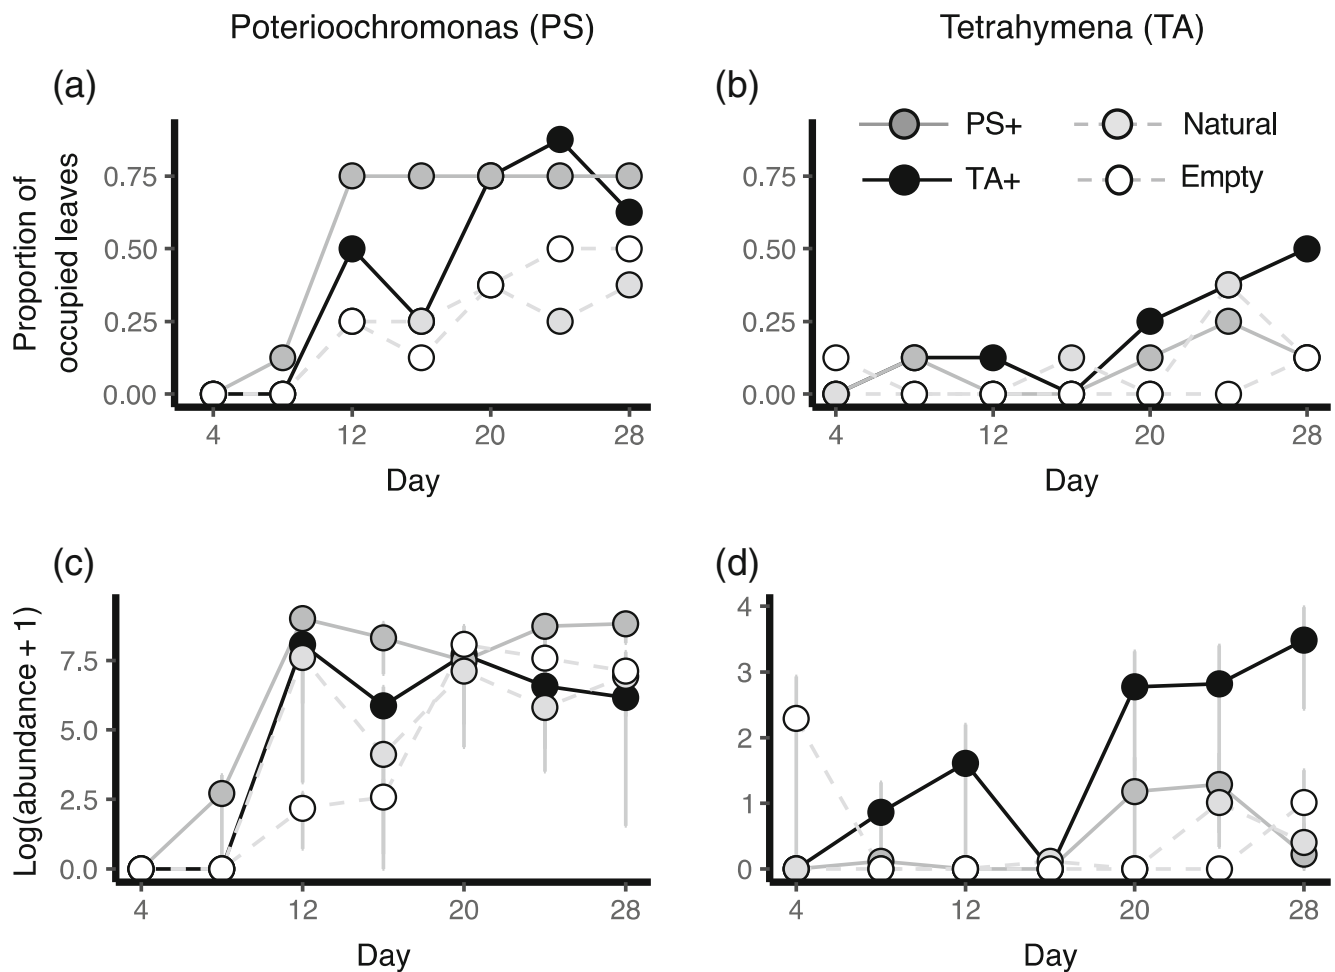 Poterioochromonas (PS)
Tetrahymena (TA)
(a)
Proportion of
occupied leaves
0.75
0.50
0.25
0.00
4 12 20 28
Day
(b)
PS+ Natural
TA+ Empty
0.75
0.50
0.25
0.00
4 12 20 28
Day
(c)
Log(abundance + 1)
7.5
5.0
2.5
0.0
4 12 20 28
Day
(d)
4
3
2
1
0
4 12 20 28
Day